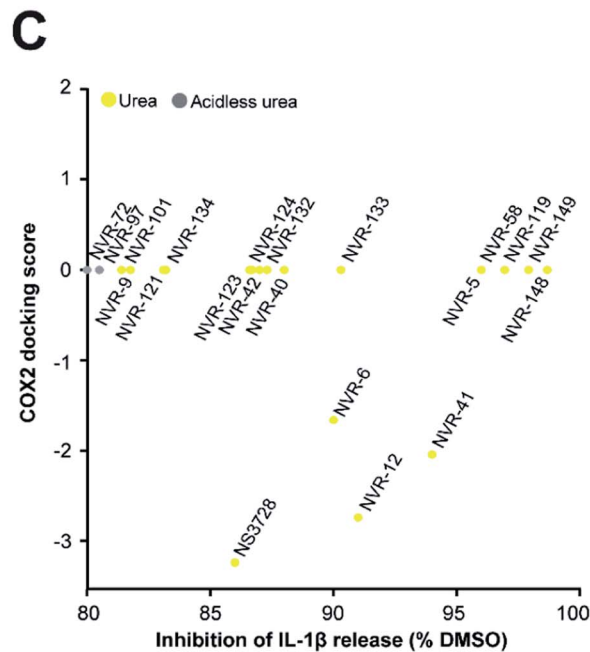 C
2
Urea
Acidless urea
1
0
-1
-2
-3
COX2 docking score
NVR-72
NVR-97
NVR-101
NVR-134
NVR-124
NVR-132
NVR-133
NVR-58
NVR-119
NVR-149
NVR-9
NVR-121
NVR-123
NVR-42
NVR-40
NVR-5
NVR-148
NVR-6
NVR-41
NVR-12
NS3728
80
85
90
95
100
Inhibition of IL-1β release (% DMSO)